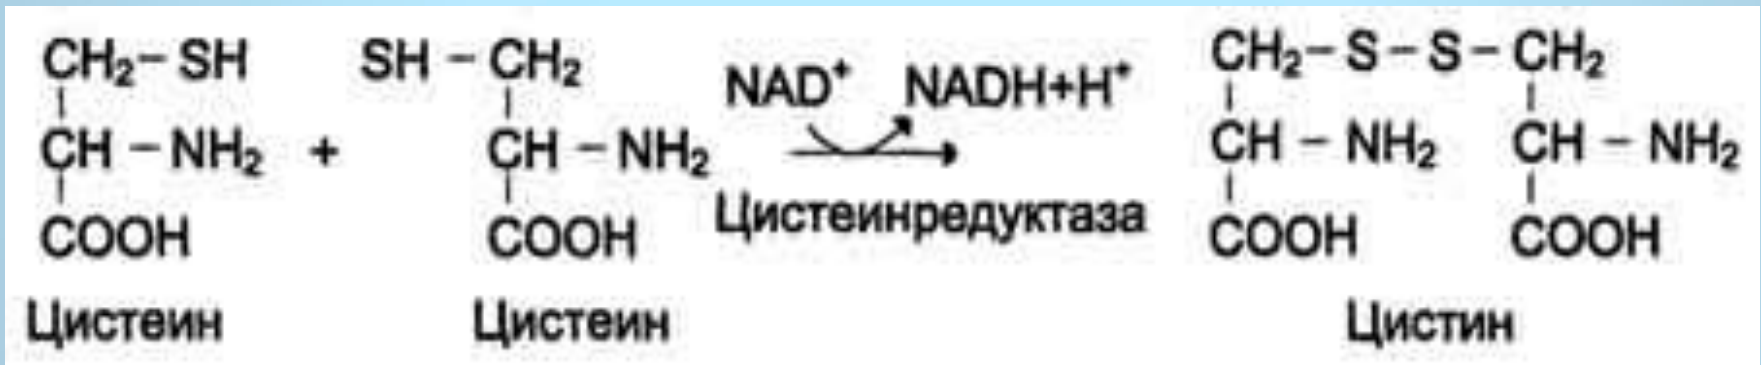 CH₂–SH SH–CH₂ NAD⁺ NADH+H⁺ CH₂–S–S–CH₂
CH–NH₂ + CH–NH₂ CH–NH₂ CH–NH₂
COOH COOH Цистеинредуктаза COOH COOH
Цистеин Цистеин Цистин